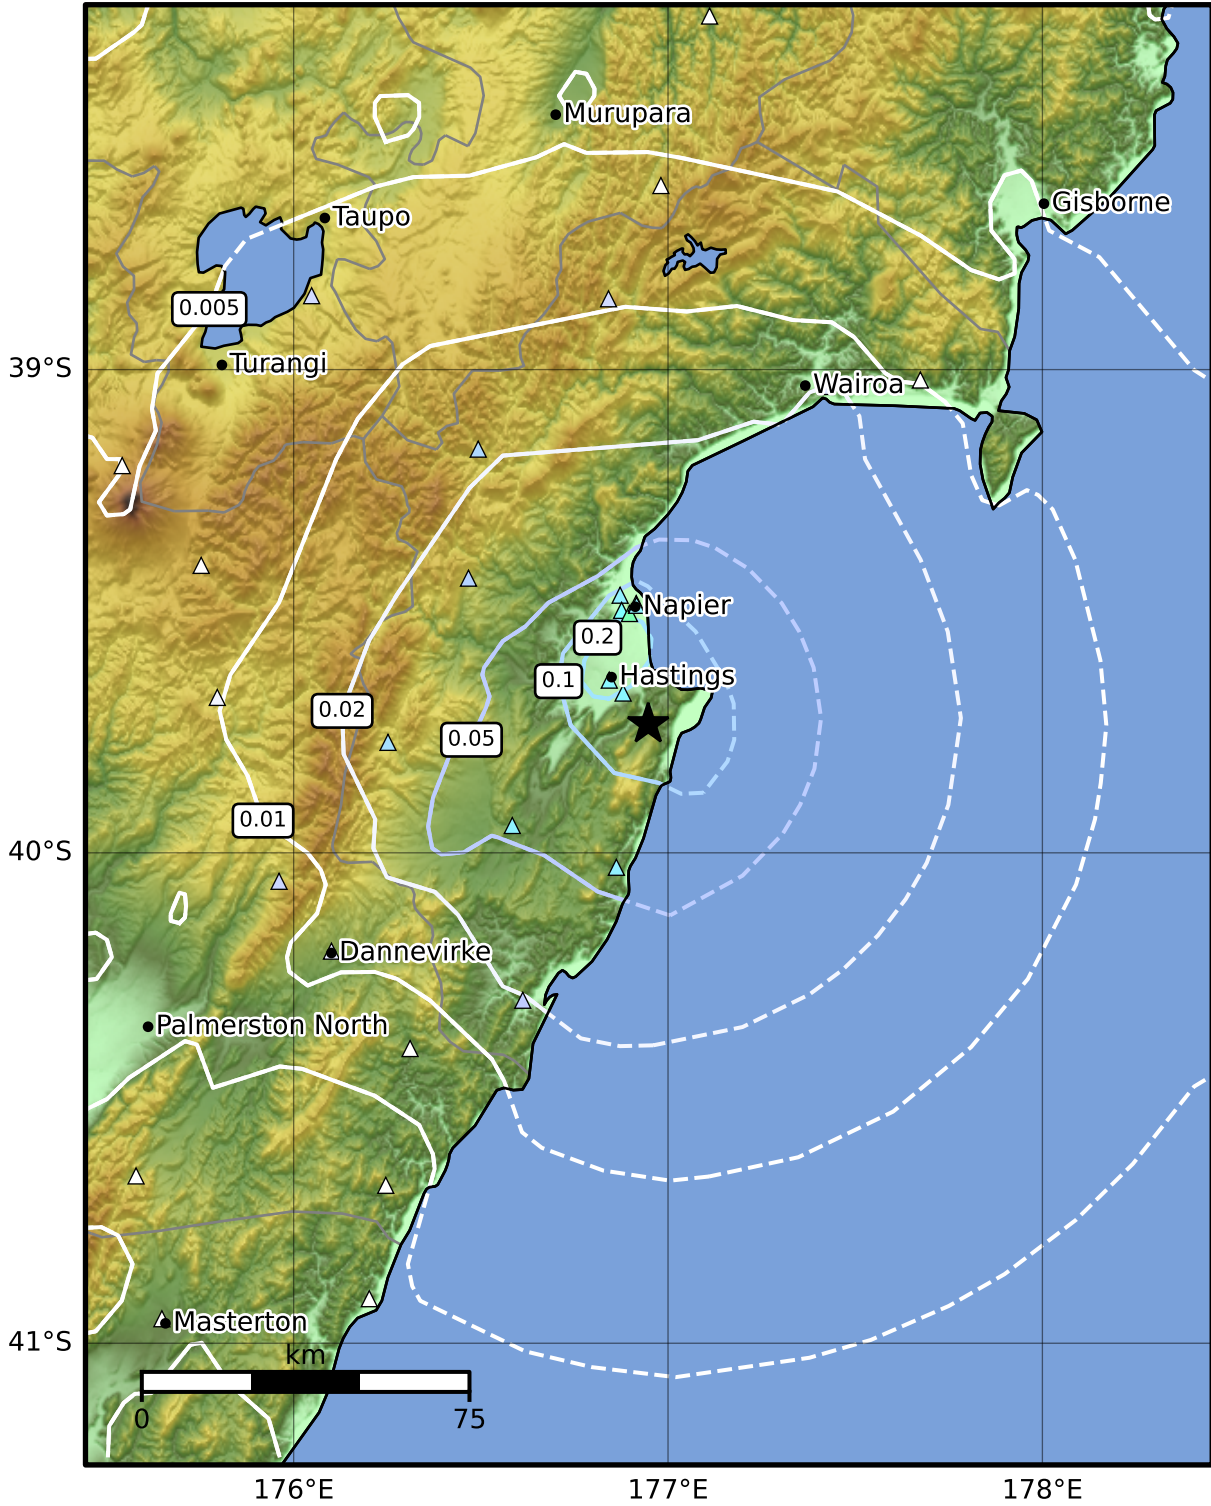 Murupara
Gisborne
Taupo
0.005
Turangi
39°S
Wairoa
Napier
0.2
Hastings
0.1
0.02
0.05
0.01
40°S
Dannevirke
Palmerston North
Masterton
41°S
km
0
75
176°E
177°E
178°E